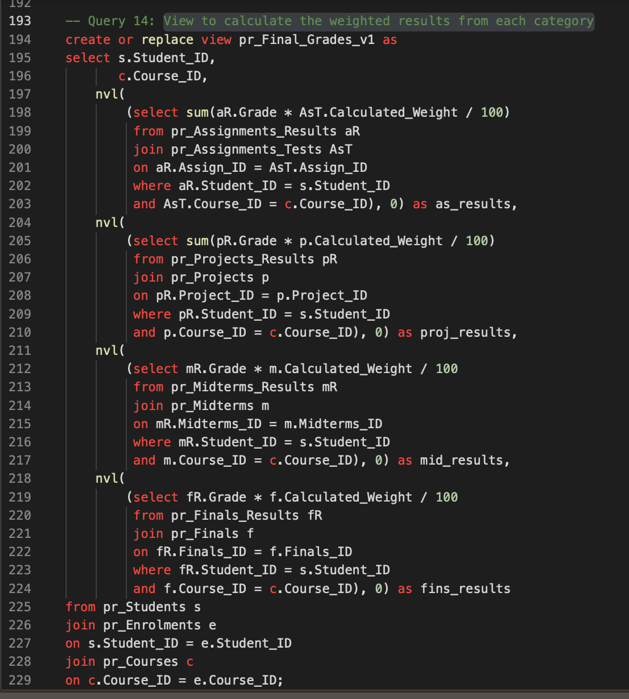 192
193 -- Query 14: View to calculate the weighted results from each category
194 create or replace view pr_Final_Grades_v1 as
195 select s.Student_ID,
196 c.Course_ID,
197 nvl(
198 (select sum(aR.Grade * AsT.Calculated_Weight / 100)
199 from pr_Assignments_Results aR
200 join pr_Assignments_Tests AsT
201 on aR.Assign_ID = AsT.Assign_ID
202 where aR.Student_ID = s.Student_ID
203 and AsT.Course_ID = c.Course_ID), 0) as as_results,
204 nvl(
205 (select sum(pR.Grade * p.Calculated_Weight / 100)
206 from pr_Projects_Results pR
207 join pr_Projects p
208 on pR.Project_ID = p.Project_ID
209 where pR.Student_ID = s.Student_ID
210 and p.Course_ID = c.Course_ID), 0) as proj_results,
211 nvl(
212 (select mR.Grade * m.Calculated_Weight / 100
213 from pr_Midterms_Results mR
214 join pr_Midterms m
215 on mR.Midterms_ID = m.Midterms_ID
216 where mR.Student_ID = s.Student_ID
217 and m.Course_ID = c.Course_ID), 0) as mid_results,
218 nvl(
219 (select fR.Grade * f.Calculated_Weight / 100
220 from pr_Finals_Results fR
221 join pr_Finals f
222 on fR.Finals_ID = f.Finals_ID
223 where fR.Student_ID = s.Student_ID
224 and f.Course_ID = c.Course_ID), 0) as fins_results
225 from pr_Students s
226 join pr_Enrolments e
227 on s.Student_ID = e.Student_ID
228 join pr_Courses c
229 on c.Course_ID = e.Course_ID;